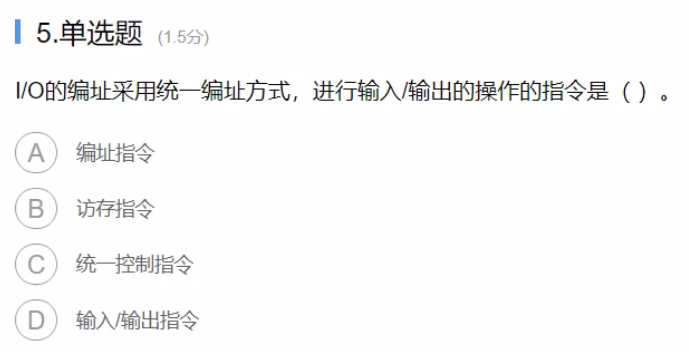 5.单选题 (1.5分)
I/O的编址采用统一编址方式，进行输入/输出的操作的指令是（ ）。
A 编址指令
B 访存指令
C 统一控制指令
D 输入/输出指令